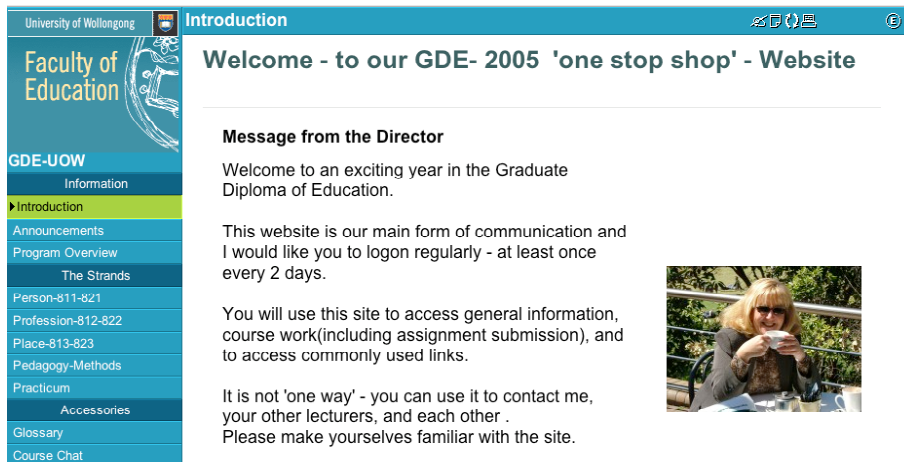 University of Wollongong
Introduction
E
Faculty of
Education
GDE-UOW
Information
Introduction
Announcements
Program Overview
The Strands
Person-811-821
Profession-812-822
Place-813-823
Pedagogy-Methods
Practicum
Accessories
Glossary
Course Chat
Welcome - to our GDE- 2005 'one stop shop' - Website
Message from the Director
Welcome to an exciting year in the Graduate
Diploma of Education.
This website is our main form of communication and
I would like you to logon regularly - at least once
every 2 days.
You will use this site to access general information,
course work(including assignment submission), and
to access commonly used links.
It is not 'one way' - you can use it to contact me,
your other lecturers, and each other .
Please make yourselves familiar with the site.